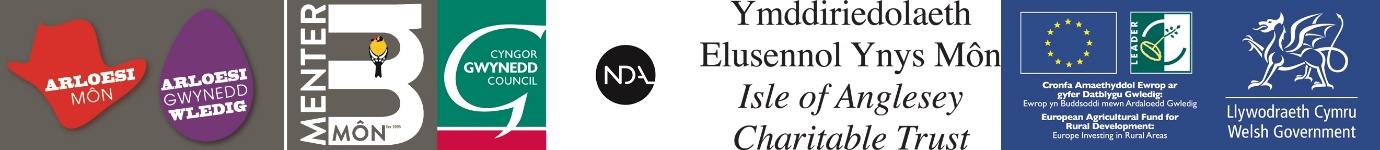 ARLOESI
MÔN
ARLOESI
GWYNEDD
WLEDIG
MENTER
MÔN
Est 1995
CYNGOR
GWYNEDD
COUNCIL
NDA
Ymddiriedolaeth
Elusennol Ynys Môn
Isle of Anglesey
Charitable Trust
LEADER
Cronfa Amaethyddol Ewrop ar
gyfer Datblygu Gwledig:
Ewrop yn Buddsoddi mewn Ardaloedd Gwledig
European Agricultural Fund for
Rural Development:
Europe Investing in Rural Areas
Llywodraeth Cymru
Welsh Government